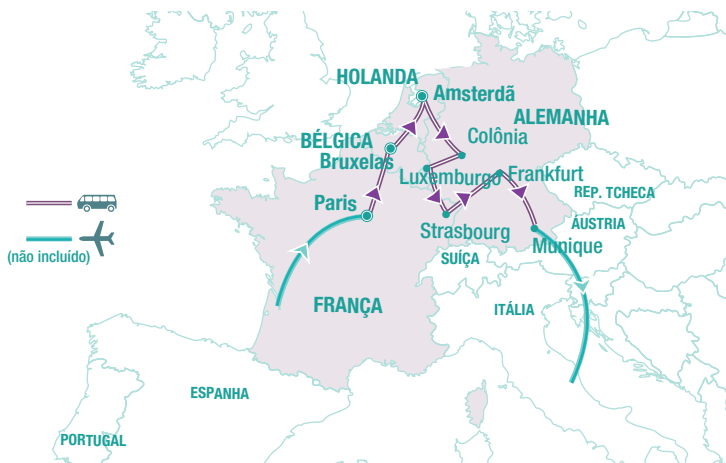 HOLANDA
Amsterdã
ALEMANHA
BÉLGICA
Bruxelas
Colônia
Luxemburgo
Frankfurt
REP. TCHECA
Paris
Strasbourg
ÁUSTRIA
Munique
(não incluído)
SUÍÇA
FRANÇA
ITÁLIA
ESPANHA
PORTUGAL